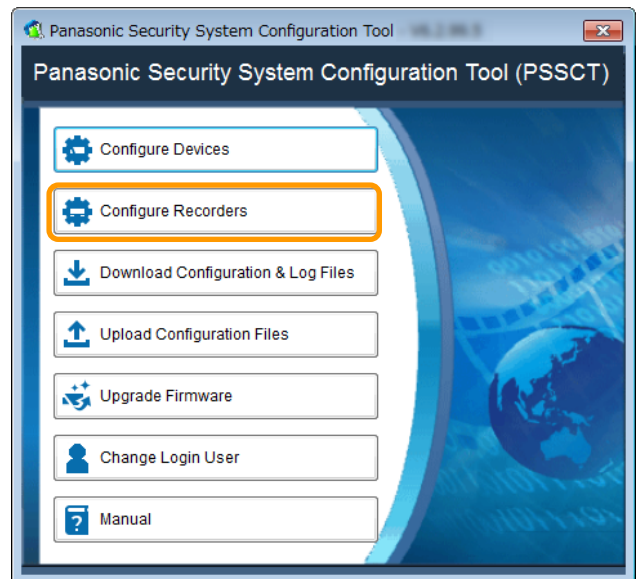 Panasonic Security System Configuration Tool
Panasonic Security System Configuration Tool (PSSCT)
Configure Devices
Configure Recorders
Download Configuration & Log Files
Upload Configuration Files
Upgrade Firmware
Change Login User
Manual